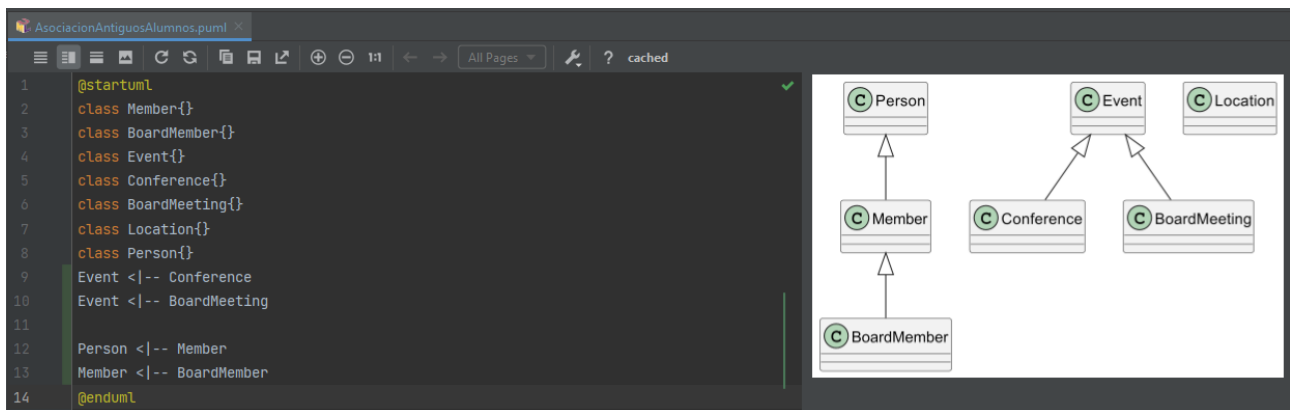 AsociacionAntiguosAlumnos.puml
1:1 All Pages ? cached
1 @startuml
2 class Member{}
3 class BoardMember{}
4 class Event{}
5 class Conference{}
6 class BoardMeeting{}
7 class Location{}
8 class Person{}
9 Event <|-- Conference
10 Event <|-- BoardMeeting
11
12 Person <|-- Member
13 Member <|-- BoardMember
14 @enduml
C Person C Event C Location
C Member C Conference C BoardMeeting
C BoardMember